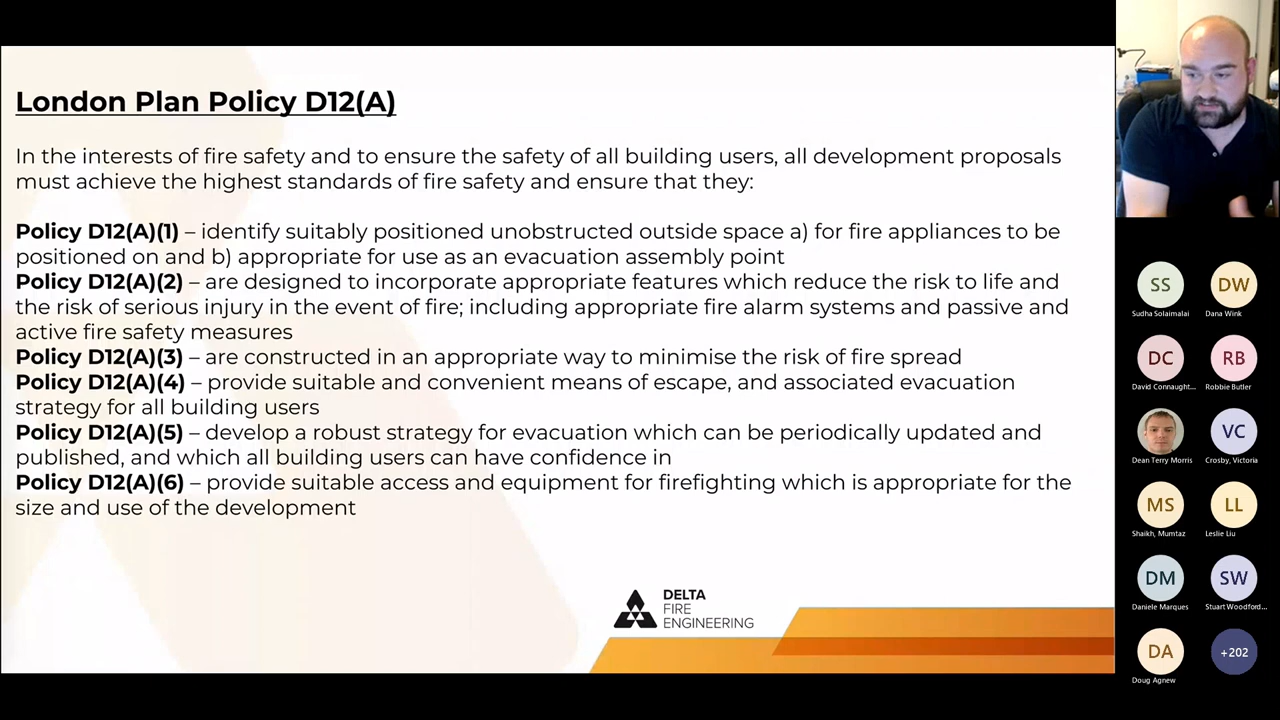 London Plan Policy D12(A)
In the interests of fire safety and to ensure the safety of all building users, all development proposals
must achieve the highest standards of fire safety and ensure that they:
Policy D12(A)(1) – identify suitably positioned unobstructed outside space a) for fire appliances to be
positioned on and b) appropriate for use as an evacuation assembly point
Policy D12(A)(2) – are designed to incorporate appropriate features which reduce the risk to life and
the risk of serious injury in the event of fire; including appropriate fire alarm systems and passive and
active fire safety measures
Policy D12(A)(3) – are constructed in an appropriate way to minimise the risk of fire spread
Policy D12(A)(4) – provide suitable and convenient means of escape, and associated evacuation
strategy for all building users
Policy D12(A)(5) – develop a robust strategy for evacuation which can be periodically updated and
published, and which all building users can have confidence in
Policy D12(A)(6) – provide suitable access and equipment for firefighting which is appropriate for the
size and use of the development
DELTA
FIRE
ENGINEERING
SS DW
Sudha Solaimalai Dana Wink
DC RB
David Connaught... Robbie Butler
VC
Dean Terry Morris Crosby, Victoria
MS LL
Shaikh, Mumtaz Leslie Liu
DM SW
Daniele Marques Stuart Woodford...
DA +202
Doug Agnew